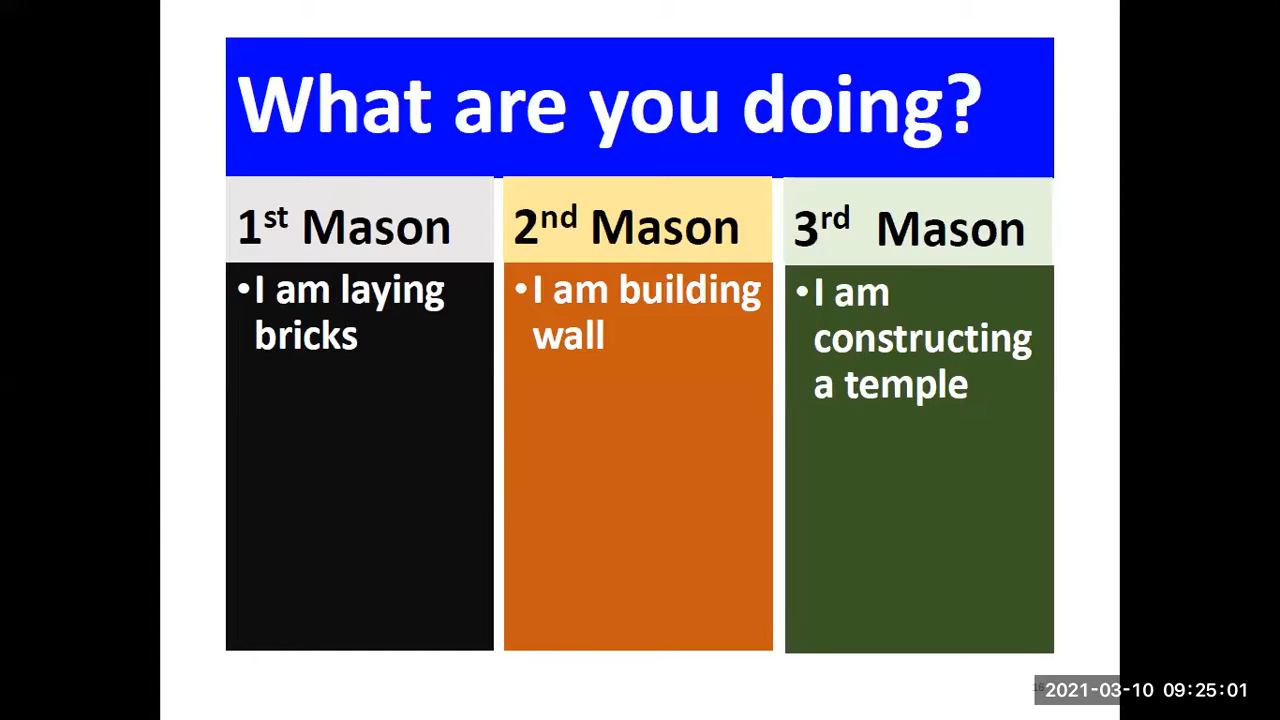 What are you doing?
1st Mason
2nd Mason
3rd Mason
•I am laying
bricks
•I am building
wall
•I am
constructing
a temple
16
2021-03-10 09:25:01